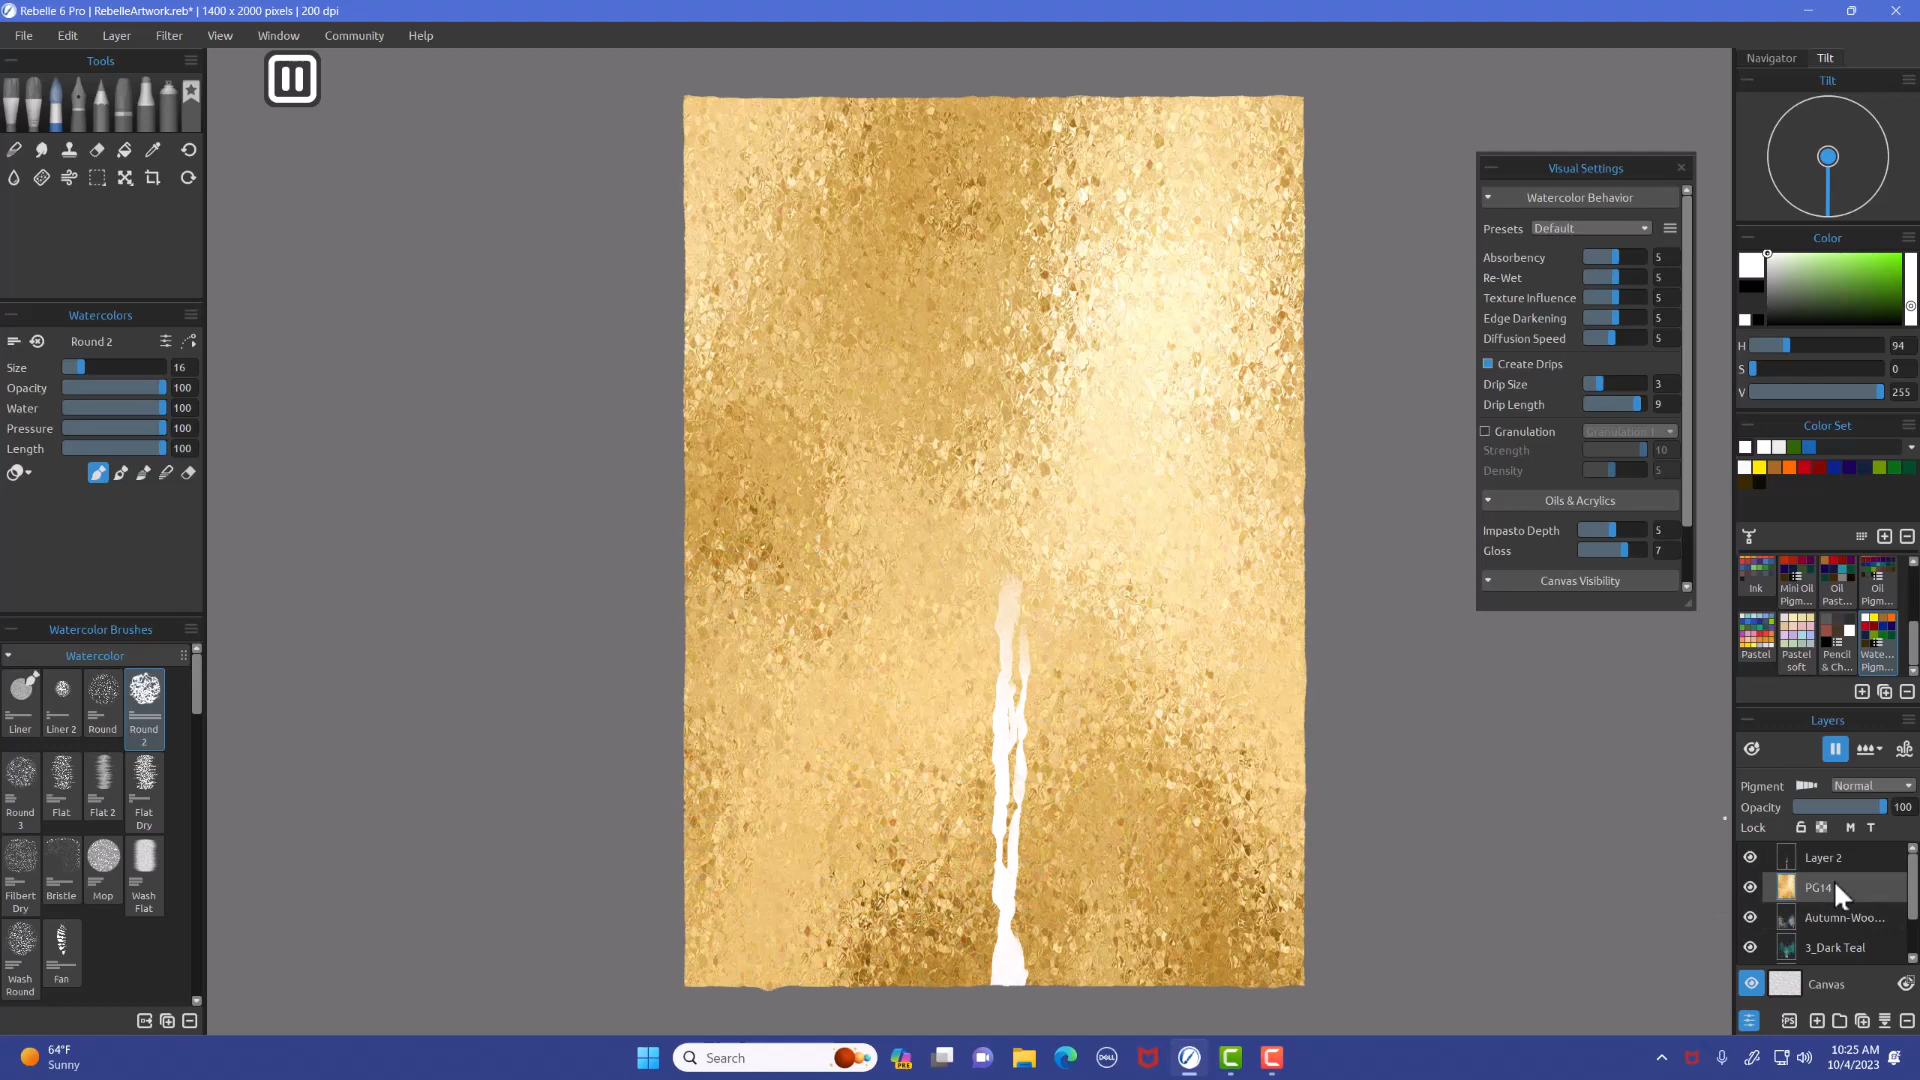 Rebelle 6 Pro | RebelleArtwork.reb* | 1400 x 2000 pixels | 200 dpi
File Edit Layer Filter View Window Community Help
Tools
Watercolors
Round 2
Size 16
Opacity 100
Water 100
Pressure 100
Length 100
Watercolor Brushes
Watercolor
Liner Liner 2 Round Round 2
Round 3 Flat Flat 2 Flat Dry
Filbert Dry Bristle Mop Wash Flat
Wash Round Fan
Visual Settings
Watercolor Behavior
Presets Default
Absorbency 5
Re-Wet 5
Texture Influence 5
Edge Darkening 5
Diffusion Speed 5
Create Drips
Drip Size 3
Drip Length 9
Granulation Granulation 1
Strength 10
Density 5
Oils & Acrylics
Impasto Depth 5
Gloss 7
Canvas Visibility
Navigator Tilt
Tilt
Color
H 94
S 0
V 255
Color Set
Ink Mini Oil Pigm... Oil Past... Oil Pigm...
Pastel Pastel soft Pencil & Ch... Wate... Pigm...
Layers
Pigment Normal
Opacity 100
Lock M T
Layer 2
PG14
Autumn-Woo...
3_Dark Teal
Canvas
PS
64°F
Sunny
Search
PRE
DELL
10:25 AM
10/4/2023